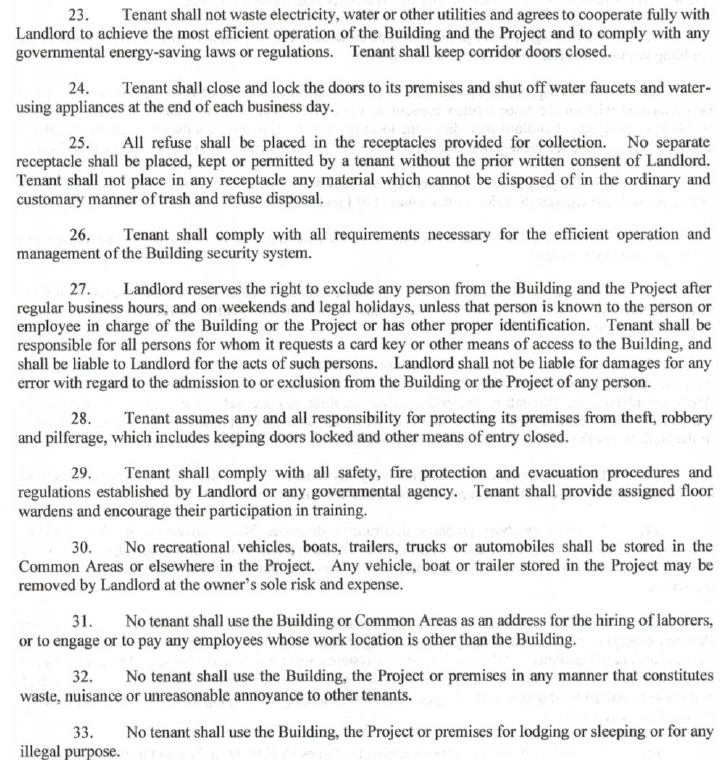 23. Tenant shall not waste electricity, water or other utilities and agrees to cooperate fully with
Landlord to achieve the most efficient operation of the Building and the Project and to comply with any
governmental energy-saving laws or regulations. Tenant shall keep corridor doors closed.
24. Tenant shall close and lock the doors to its premises and shut off water faucets and water-
using appliances at the end of each business day.
25. All refuse shall be placed in the receptacles provided for collection. No separate
receptacle shall be placed, kept or permitted by a tenant without the prior written consent of Landlord.
Tenant shall not place in any receptacle any material which cannot be disposed of in the ordinary and
customary manner of trash and refuse disposal.
26. Tenant shall comply with all requirements necessary for the efficient operation and
management of the Building security system.
27. Landlord reserves the right to exclude any person from the Building and the Project after
regular business hours, and on weekends and legal holidays, unless that person is known to the person or
employee in charge of the Building or the Project or has other proper identification. Tenant shall be
responsible for all persons for whom it requests a card key or other means of access to the Building, and
shall be liable to Landlord for the acts of such persons. Landlord shall not be liable for damages for any
error with regard to the admission to or exclusion from the Building or the Project of any person.
28. Tenant assumes any and all responsibility for protecting its premises from theft, robbery
and pilferage, which includes keeping doors locked and other means of entry closed.
29. Tenant shall comply with all safety, fire protection and evacuation procedures and
regulations established by Landlord or any governmental agency. Tenant shall provide assigned floor
wardens and encourage their participation in training.
30. No recreational vehicles, boats, trailers, trucks or automobiles shall be stored in the
Common Areas or elsewhere in the Project. Any vehicle, boat or trailer stored in the Project may be
removed by Landlord at the owner's sole risk and expense.
31. No tenant shall use the Building or Common Areas as an address for the hiring of laborers,
or to engage or to pay any employees whose work location is other than the Building.
32. No tenant shall use the Building, the Project or premises in any manner that constitutes
waste, nuisance or unreasonable annoyance to other tenants.
33. No tenant shall use the Building, the Project or premises for lodging or sleeping or for any
illegal purpose.